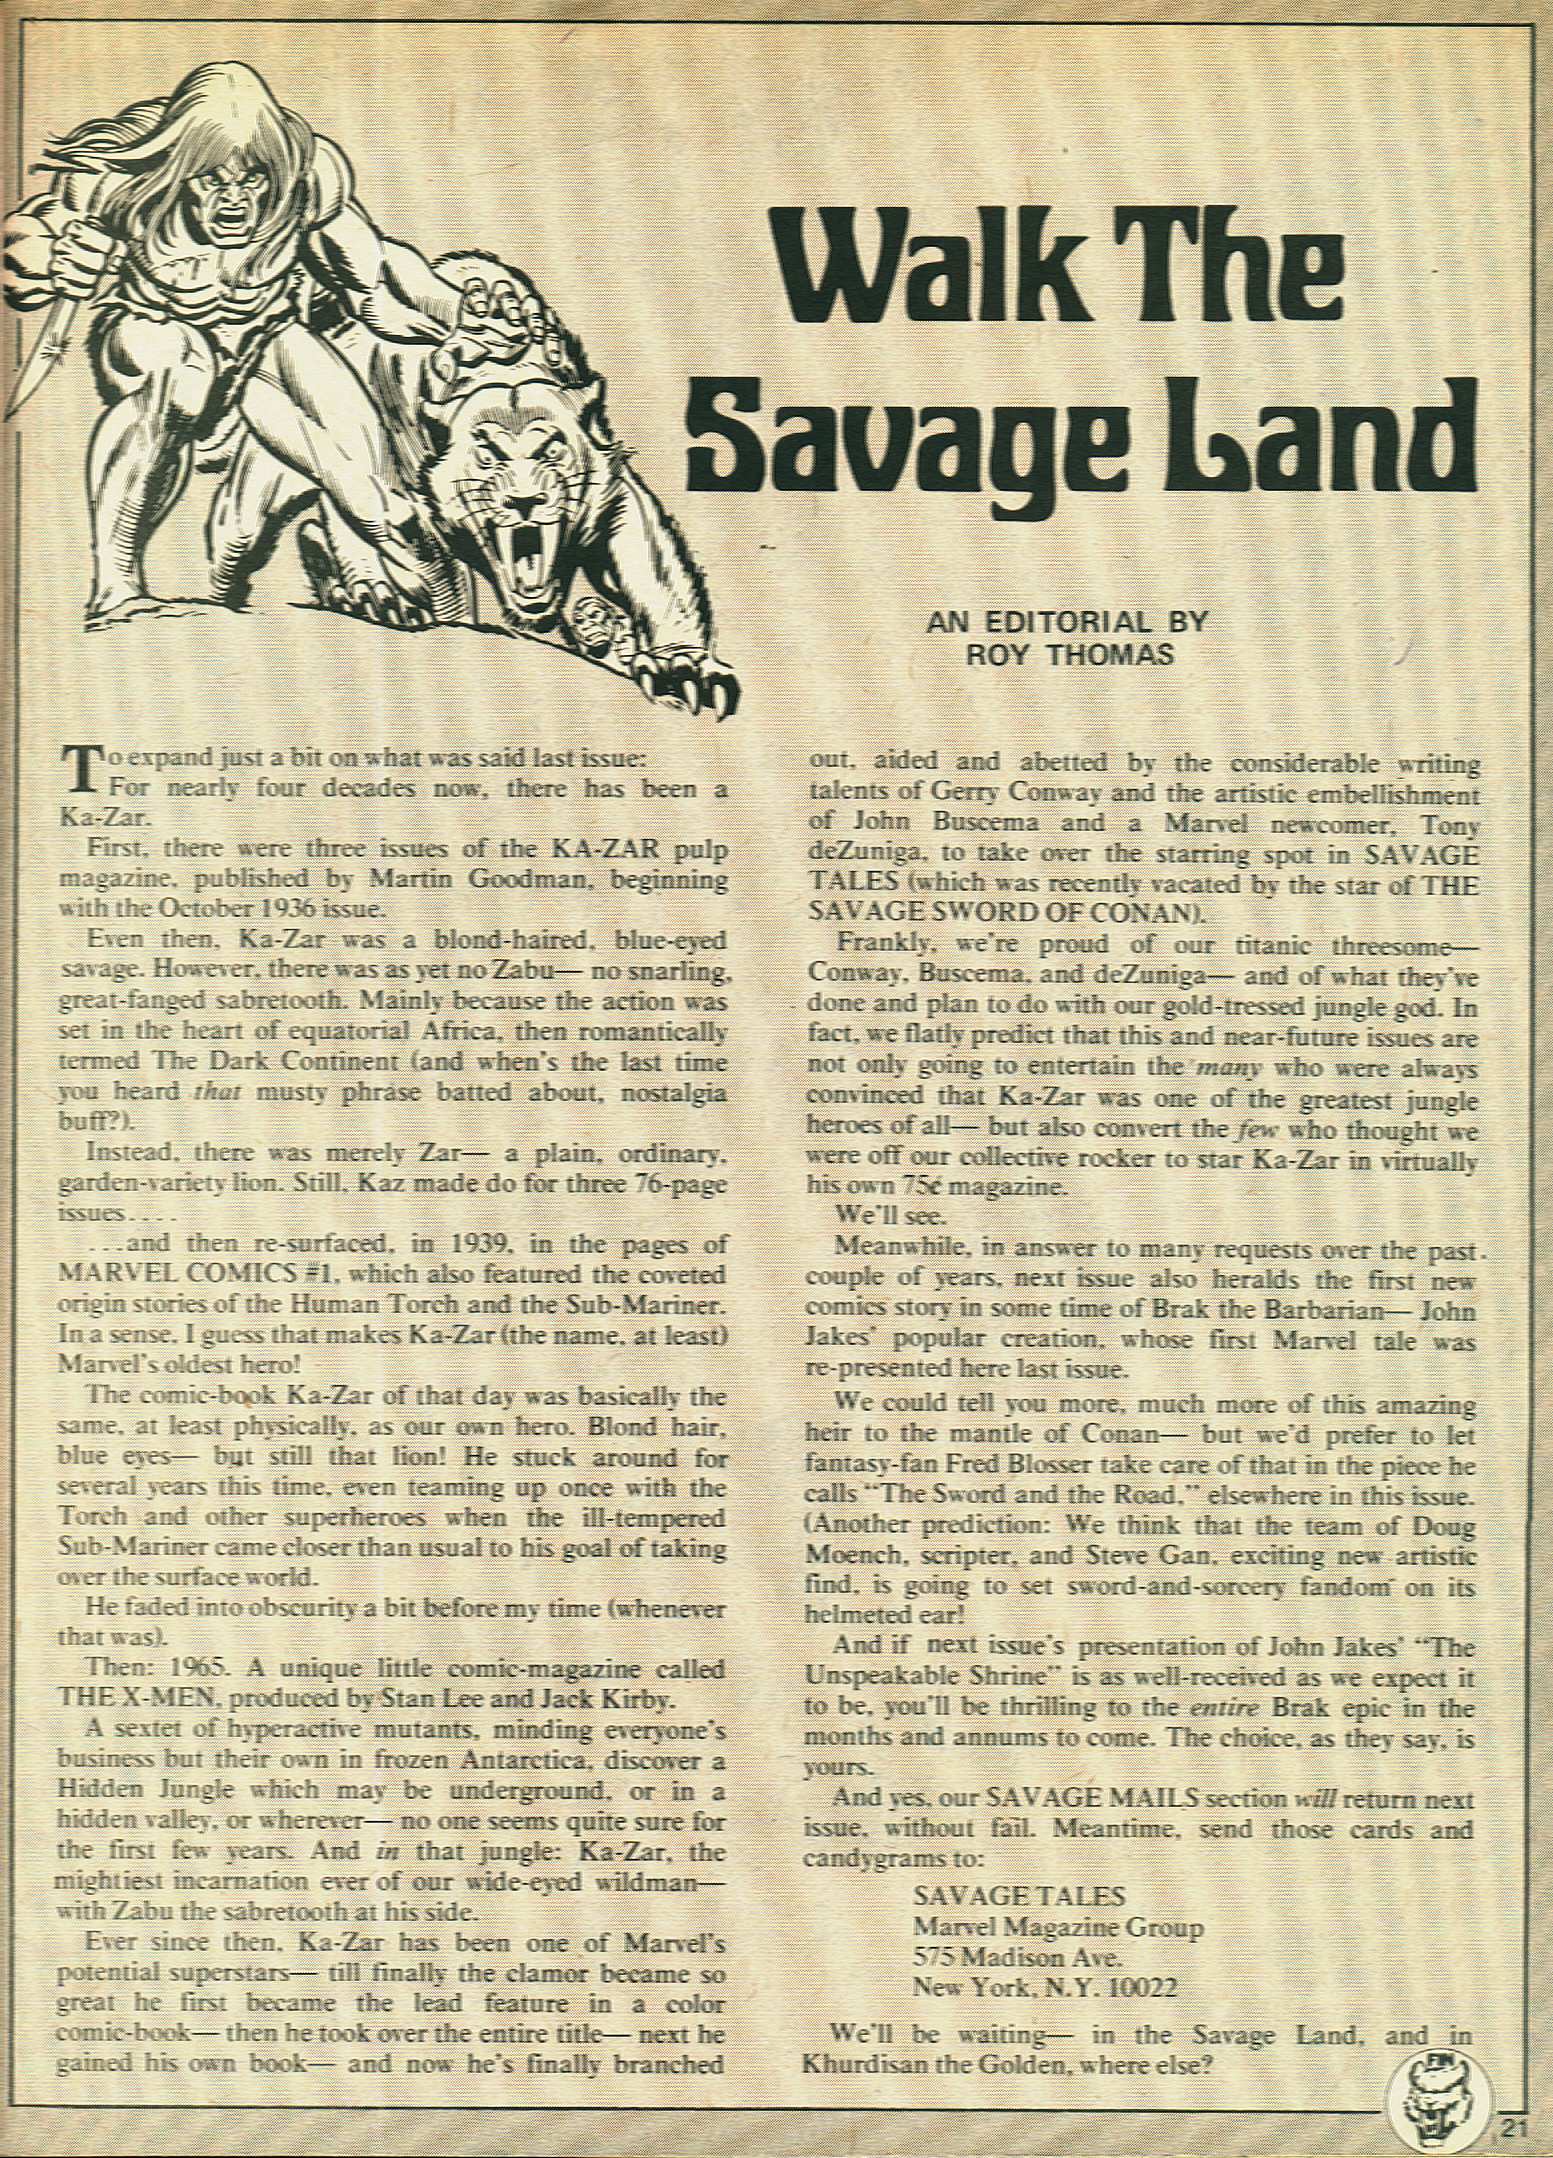 Walk The
Savage Land
AN EDITORIAL BY
ROY THOMAS
To expand just a bit on what was said last issue:
For nearly four decades now, there has been a
Ka-Zar.
First, there were three issues of the KA-ZAR pulp
magazine, published by Martin Goodman, beginning
with the October 1936 issue.
Even then, Ka-Zar was a blond-haired, blue-eyed
savage. However, there was as yet no Zabu— no snarling,
great-fanged sabretooth. Mainly because the action was
set in the heart of equatorial Africa, then romantically
termed The Dark Continent (and when's the last time
you heard that musty phrase batted about, nostalgia
buff?).
Instead, there was merely Zar— a plain, ordinary,
garden-variety lion. Still, Kaz made do for three 76-page
issues....
...and then re-surfaced, in 1939, in the pages of
MARVEL COMICS #1, which also featured the coveted
origin stories of the Human Torch and the Sub-Mariner.
In a sense, I guess that makes Ka-Zar (the name, at least)
Marvel's oldest hero!
The comic-book Ka-Zar of that day was basically the
same, at least physically, as our own hero. Blond hair,
blue eyes— but still that lion! He stuck around for
several years this time, even teaming up once with the
Torch and other superheroes when the ill-tempered
Sub-Mariner came closer than usual to his goal of taking
over the surface world.
He faded into obscurity a bit before my time (whenever
that was).
Then: 1965. A unique little comic-magazine called
THE X-MEN, produced by Stan Lee and Jack Kirby.
A sextet of hyperactive mutants, minding everyone's
business but their own in frozen Antarctica, discover a
Hidden Jungle which may be underground, or in a
hidden valley, or wherever— no one seems quite sure for
the first few years. And in that jungle: Ka-Zar, the
mightiest incarnation ever of our wide-eyed wildman—
with Zabu the sabretooth at his side.
Ever since then, Ka-Zar has been one of Marvel's
potential superstars— till finally the clamor became so
great he first became the lead feature in a color
comic-book— then he took over the entire title— next he
gained his own book— and now he's finally branched
out, aided and abetted by the considerable writing
talents of Gerry Conway and the artistic embellishment
of John Buscema and a Marvel newcomer, Tony
deZuniga, to take over the starring spot in SAVAGE
TALES (which was recently vacated by the star of THE
SAVAGE SWORD OF CONAN).
Frankly, we're proud of our titanic threesome—
Conway, Buscema, and deZuniga— and of what they've
done and plan to do with our gold-tressed jungle god. In
fact, we flatly predict that this and near-future issues are
not only going to entertain the many who were always
convinced that Ka-Zar was one of the greatest jungle
heroes of all— but also convert the few who thought we
were off our collective rocker to star Ka-Zar in virtually
his own 75¢ magazine.
We'll see.
Meanwhile, in answer to many requests over the past
couple of years, next issue also heralds the first new
comics story in some time of Brak the Barbarian— John
Jakes' popular creation, whose first Marvel tale was
re-presented here last issue.
We could tell you more, much more of this amazing
heir to the mantle of Conan— but we'd prefer to let
fantasy-fan Fred Blosser take care of that in the piece he
calls "The Sword and the Road," elsewhere in this issue.
(Another prediction: We think that the team of Doug
Moench, scripter, and Steve Gan, exciting new artistic
find, is going to set sword-and-sorcery fandom on its
helmeted ear!
And if next issue's presentation of John Jakes' "The
Unspeakable Shrine" is as well-received as we expect it
to be, you'll be thrilling to the entire Brak epic in the
months and annums to come. The choice, as they say, is
yours.
And yes, our SAVAGE MAILS section will return next
issue, without fail. Meantime, send those cards and
candygrams to:
SAVAGE TALES
Marvel Magazine Group
575 Madison Ave.
New York, N.Y. 10022
We'll be waiting— in the Savage Land, and in
Khurdisan the Golden, where else?
FIN
21